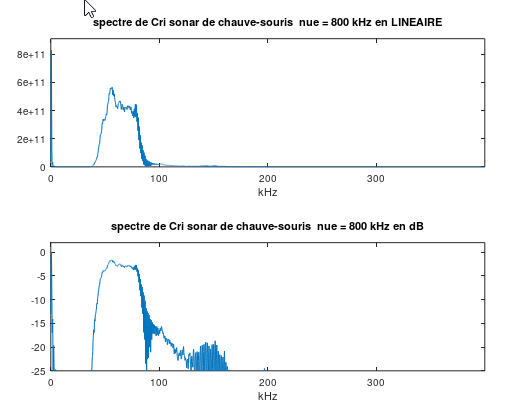 spectre de Cri sonar de chauve-souris  nue = 800 kHz en LINEAIRE
8e+11
6e+11
4e+11
2e+11
0
0 100 200 300
kHz
spectre de Cri sonar de chauve-souris  nue = 800 kHz en dB
0
-5
-10
-15
-20
-25
0 100 200 300
kHz